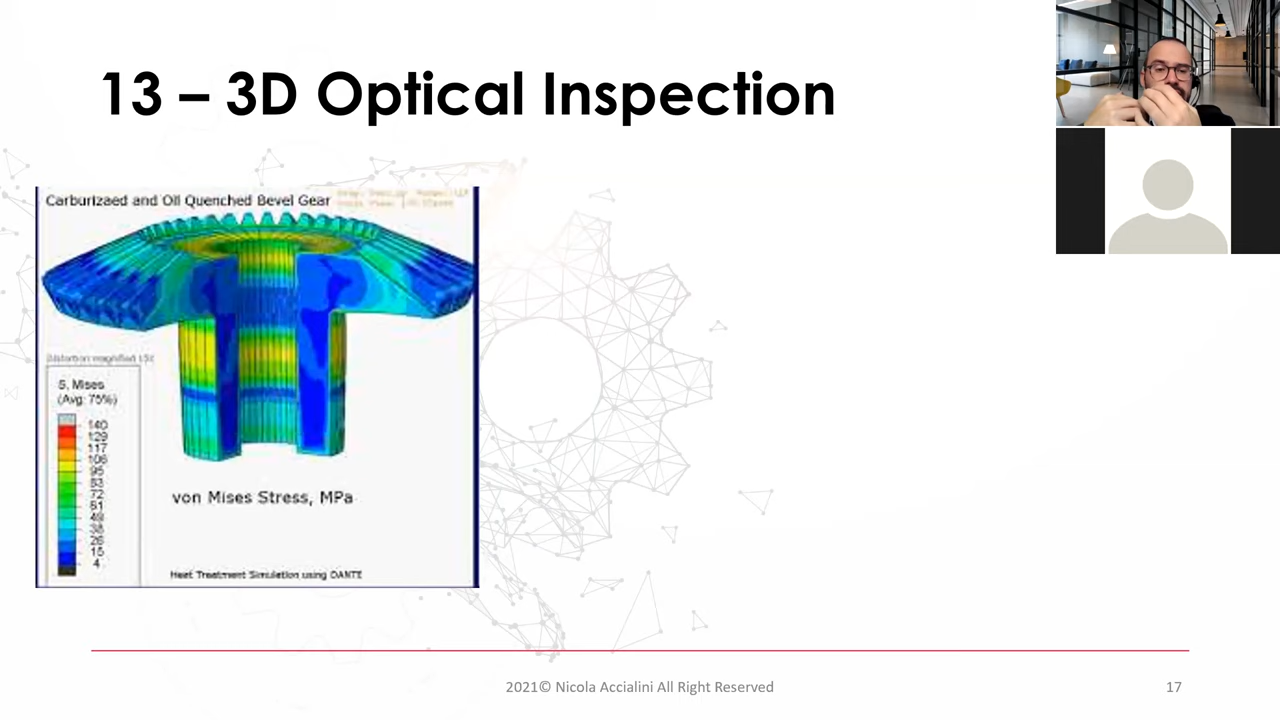 13 – 3D Optical Inspection
Carburizaed and Oil Quenched Bevel Gear
Distortion magnified
S, Mises
(Avg: 75%)
140
129
117
106
95
83
72
61
49
38
26
15
4
von Mises Stress, MPa
Heat Treatment Simulation using DANTE
2021© Nicola Accialini All Right Reserved
17